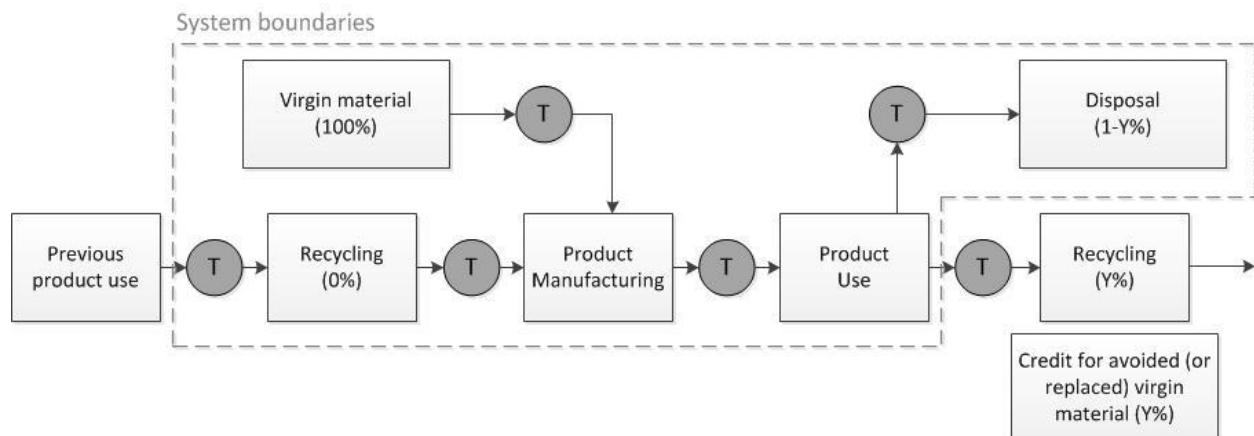 System boundaries
Virgin material
(100%)
T
T
Disposal
(1-Y%)
Previous
product use
T
Recycling
(0%)
T
Product
Manufacturing
T
Product
Use
T
Recycling
(Y%)
Credit for avoided (or
replaced) virgin
material (Y%)